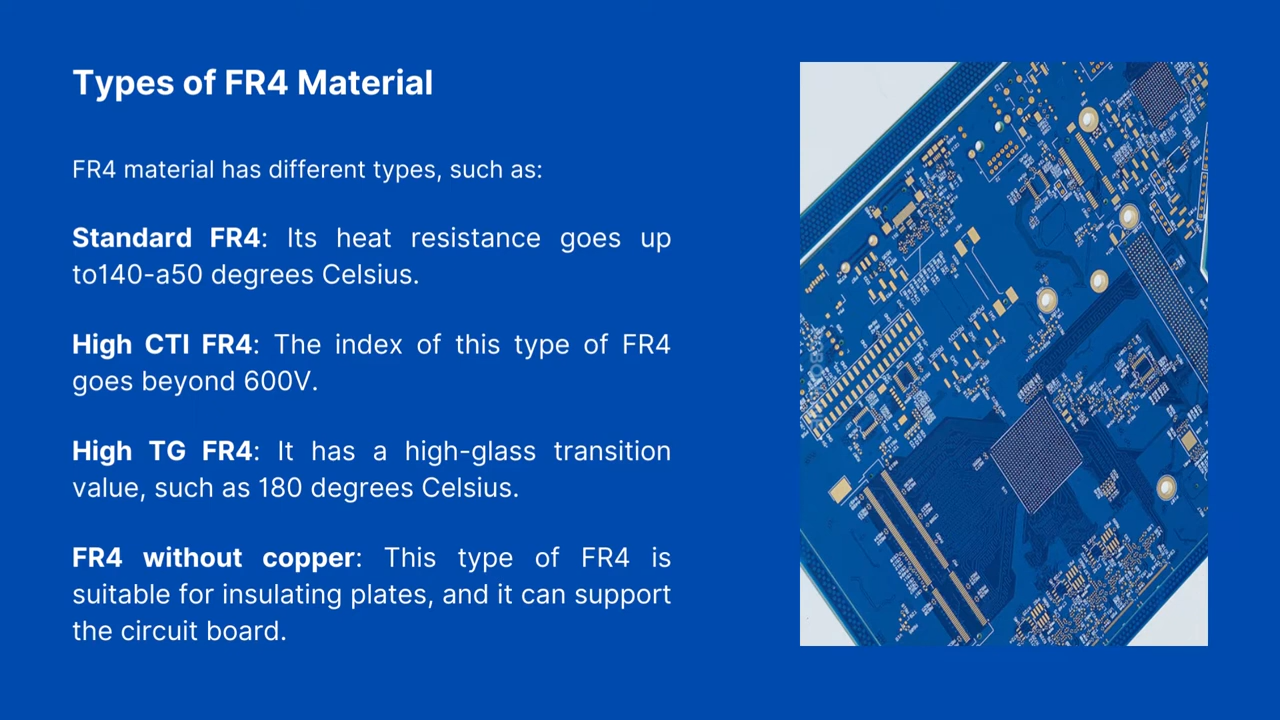 Types of FR4 Material
FR4 material has different types, such as:
Standard FR4: Its heat resistance goes up
to140-a50 degrees Celsius.
High CTI FR4: The index of this type of FR4
goes beyond 600V.
High TG FR4: It has a high-glass transition
value, such as 180 degrees Celsius.
FR4 without copper: This type of FR4 is
suitable for insulating plates, and it can support
the circuit board.